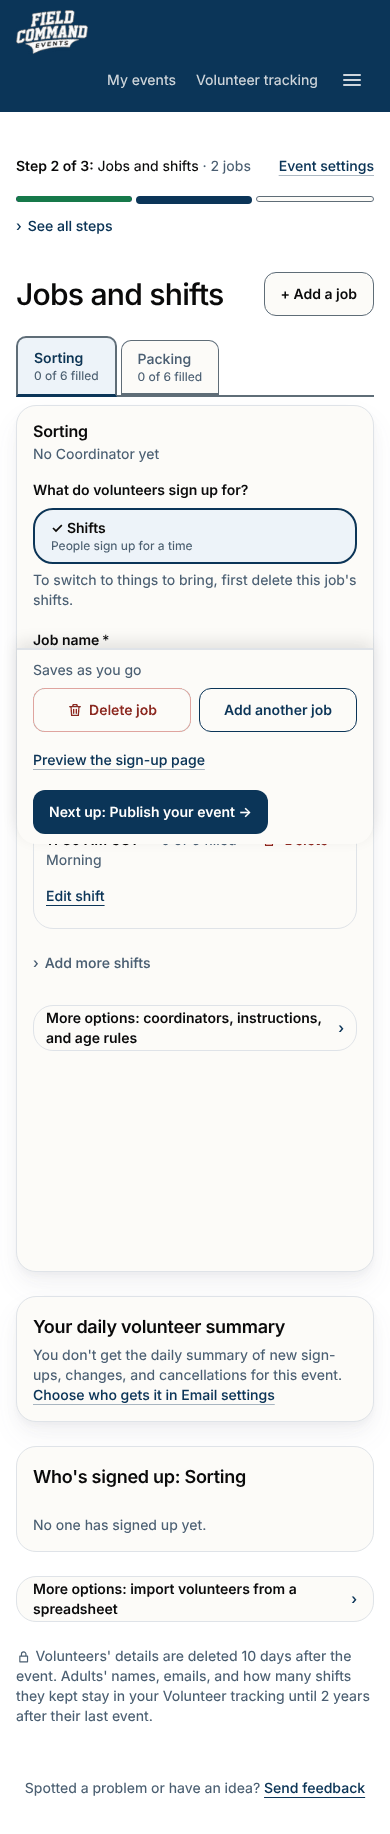 FIELD
COMMAND
EVENTS
My events Volunteer tracking
Step 2 of 3: Jobs and shifts · 2 jobs Event settings
› See all steps
Jobs and shifts + Add a job
Sorting Packing
0 of 6 filled 0 of 6 filled
Sorting
No Coordinator yet
What do volunteers sign up for?
✓ Shifts
People sign up for a time
To switch to things to bring, first delete this job's
shifts.
Job name *
Saves as you go
Delete job Add another job
Preview the sign-up page
Next up: Publish your event →
Morning
Edit shift
› Add more shifts
More options: coordinators, instructions,
and age rules ›
Your daily volunteer summary
You don't get the daily summary of new sign-
ups, changes, and cancellations for this event.
Choose who gets it in Email settings
Who's signed up: Sorting
No one has signed up yet.
More options: import volunteers from a
spreadsheet ›
Volunteers' details are deleted 10 days after the
event. Adults' names, emails, and how many shifts
they kept stay in your Volunteer tracking until 2 years
after their last event.
Spotted a problem or have an idea? Send feedback